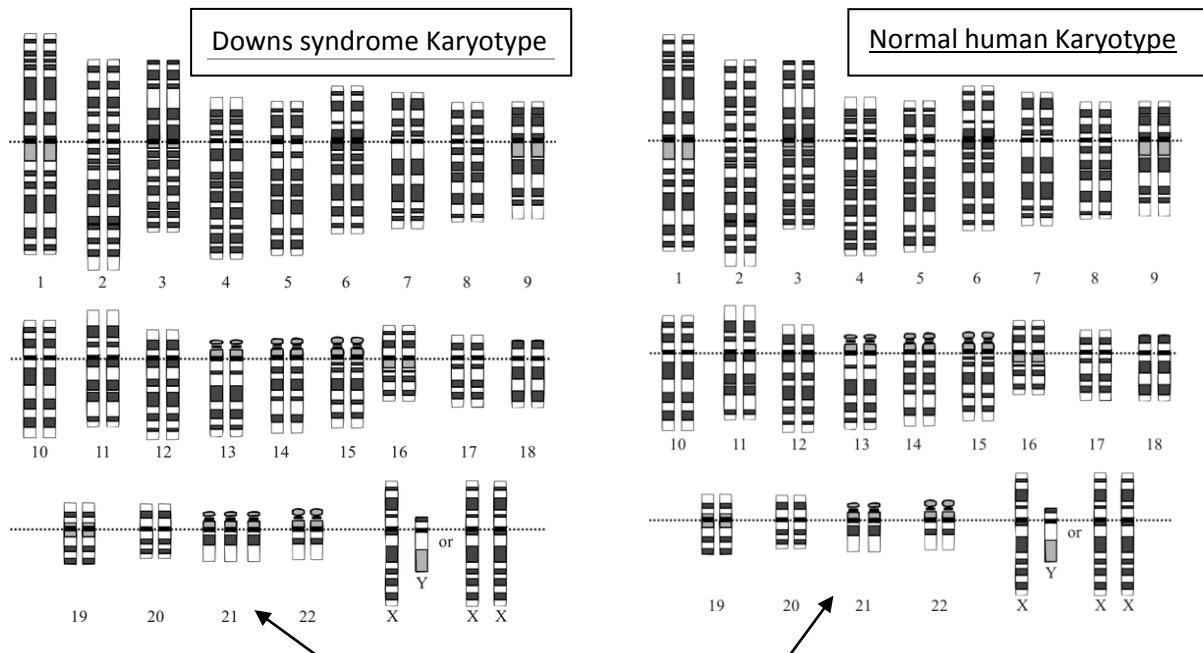 Downs syndrome Karyotype
1 2 3 4 5 6 7 8 9
10 11 12 13 14 15 16 17 18
or
Y
19 20 21 22 X X X
Normal human Karyotype
1 2 3 4 5 6 7 8 9
10 11 12 13 14 15 16 17 18
or
Y
19 20 21 22 X X X